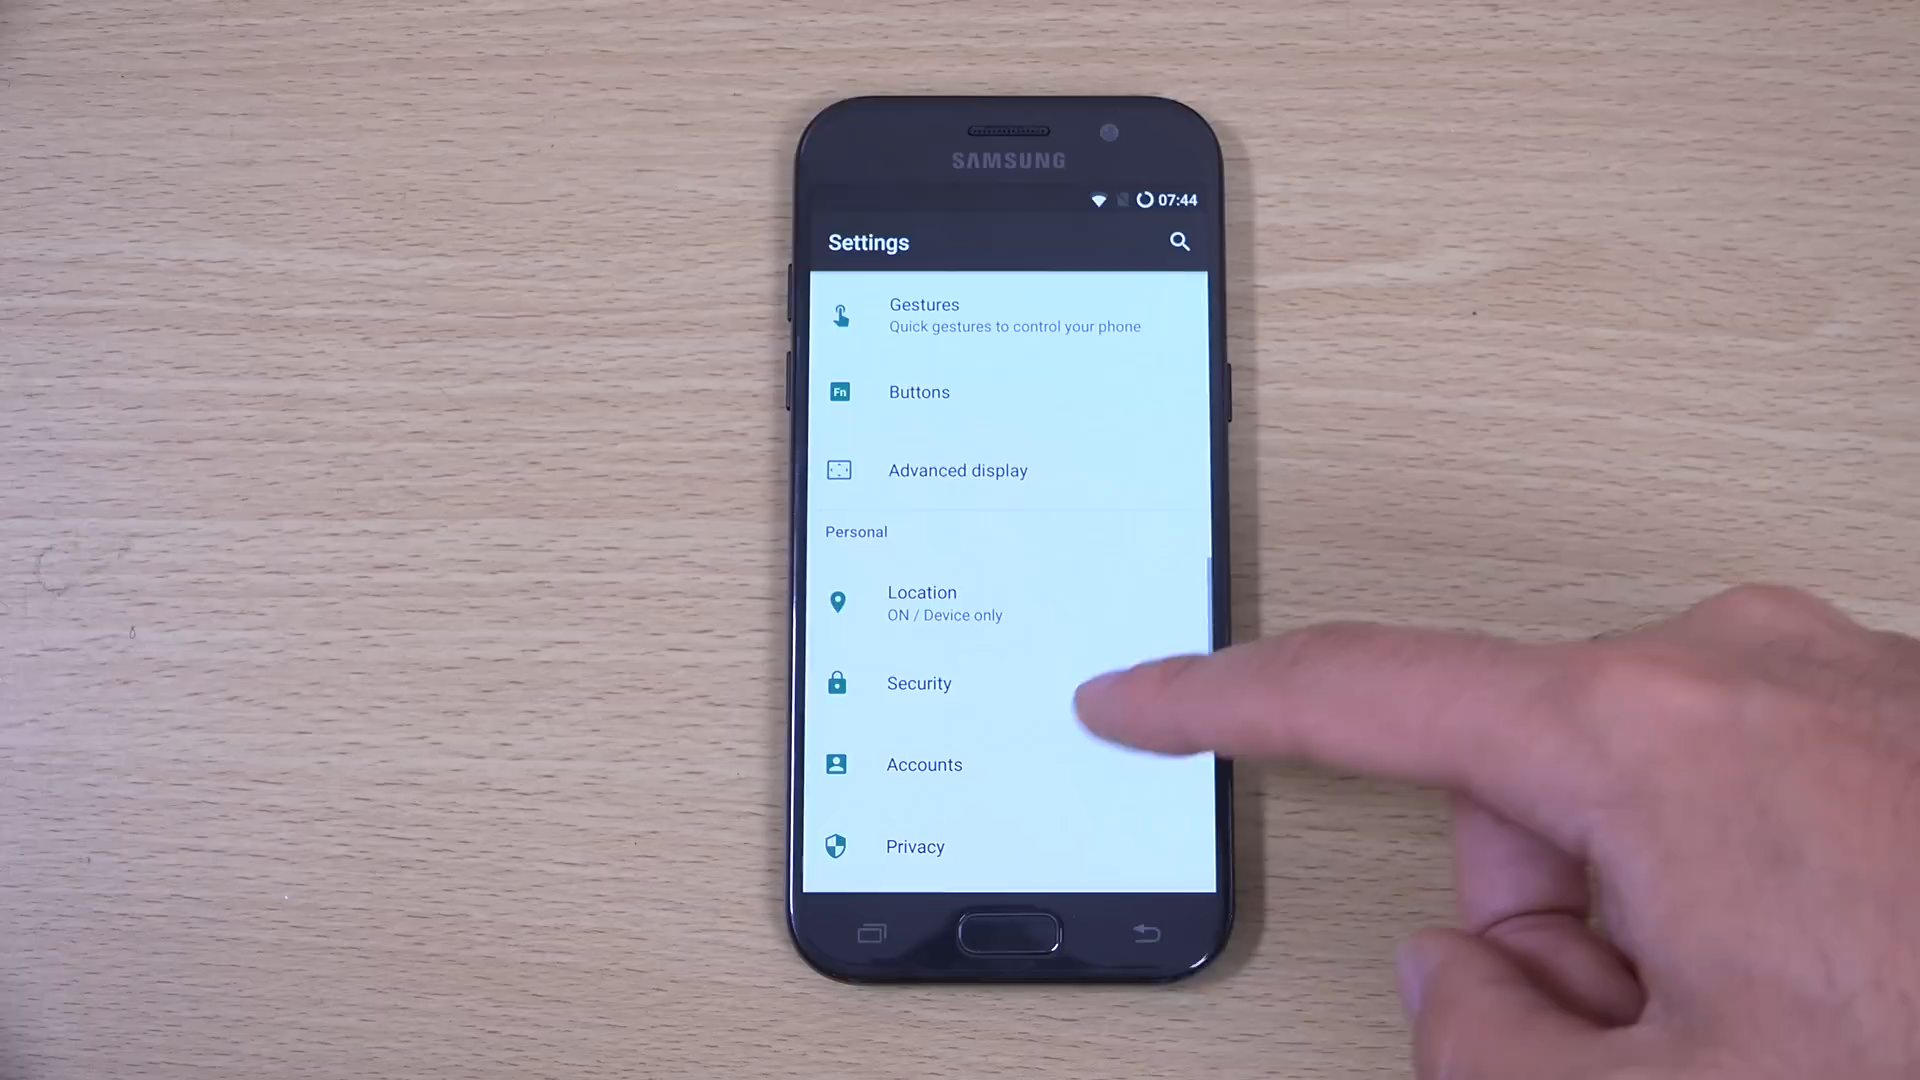 SAMSUNG
07:44
Settings
Gestures
Quick gestures to control your phone
Fn
Buttons
Advanced display
Personal
Location
ON / Device only
Security
Accounts
Privacy